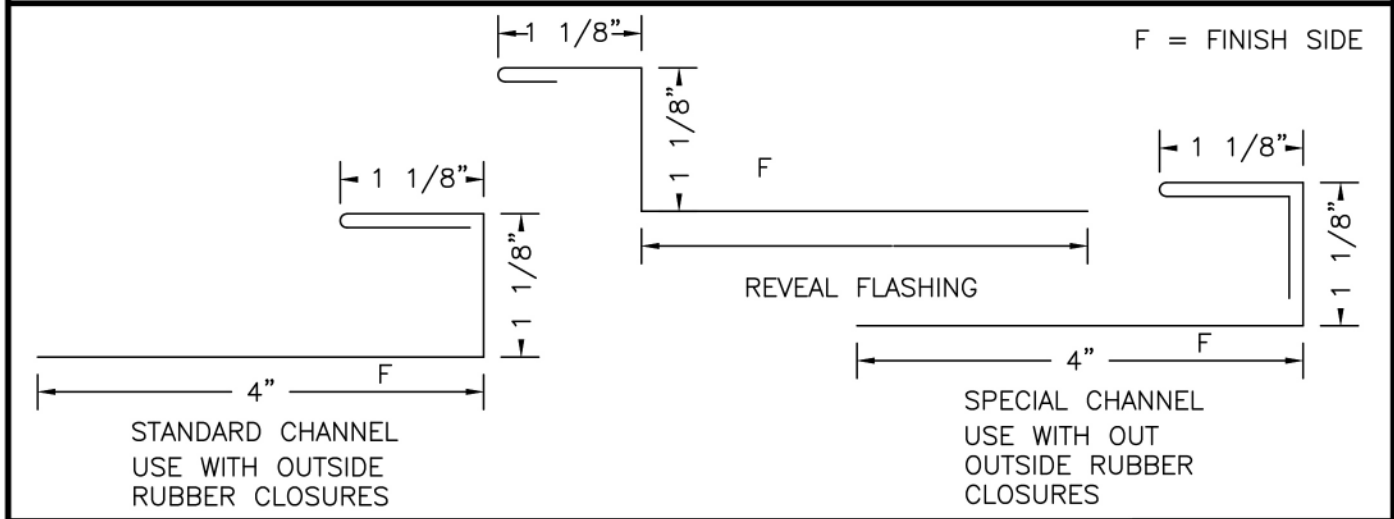 1 1/8"
F = FINISH SIDE
1 1/8"
F
1 1/8"
1 1/8"
1 1/8"
1 1/8"
REVEAL FLASHING
F
4"
STANDARD CHANNEL
USE WITH OUTSIDE
RUBBER CLOSURES
F
4"
SPECIAL CHANNEL
USE WITH OUT
OUTSIDE RUBBER
CLOSURES